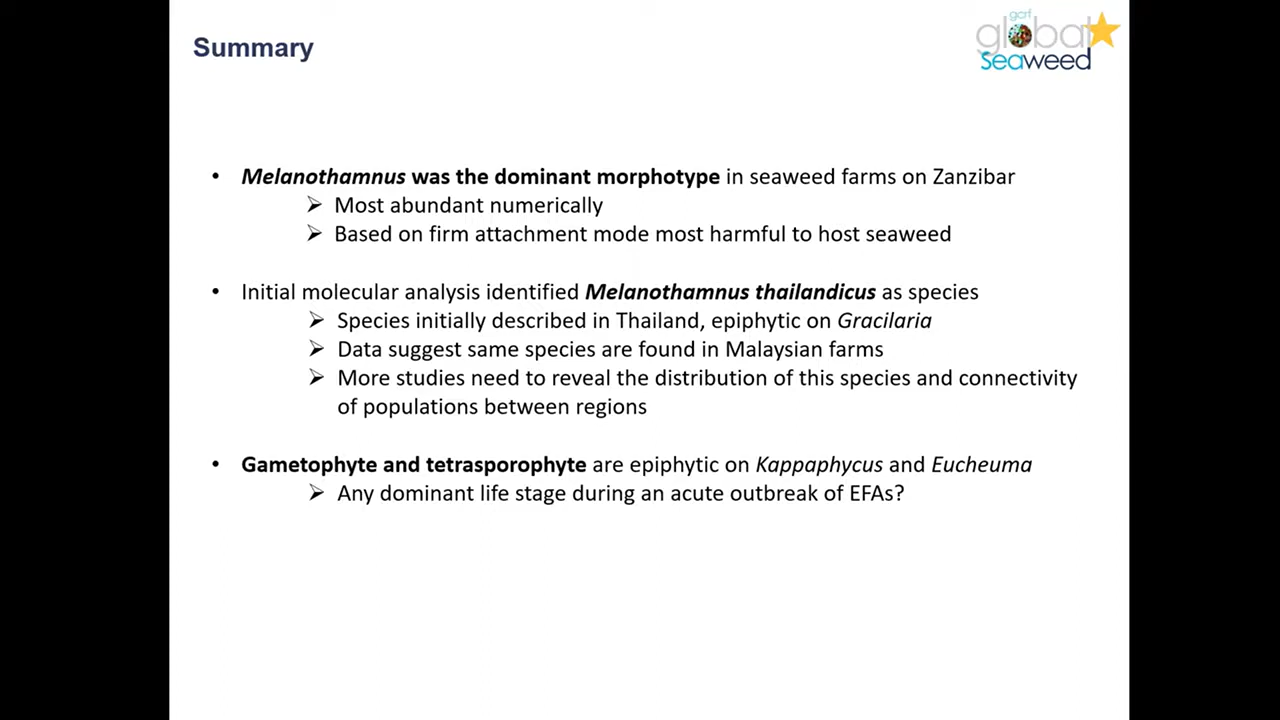 Summary
gcrf
global
Seaweed
• Melanothamnus was the dominant morphotype in seaweed farms on Zanzibar
➢ Most abundant numerically
➢ Based on firm attachment mode most harmful to host seaweed
• Initial molecular analysis identified Melanothamnus thailandicus as species
➢ Species initially described in Thailand, epiphytic on Gracilaria
➢ Data suggest same species are found in Malaysian farms
➢ More studies need to reveal the distribution of this species and connectivity
of populations between regions
• Gametophyte and tetrasporophyte are epiphytic on Kappaphycus and Eucheuma
➢ Any dominant life stage during an acute outbreak of EFAs?